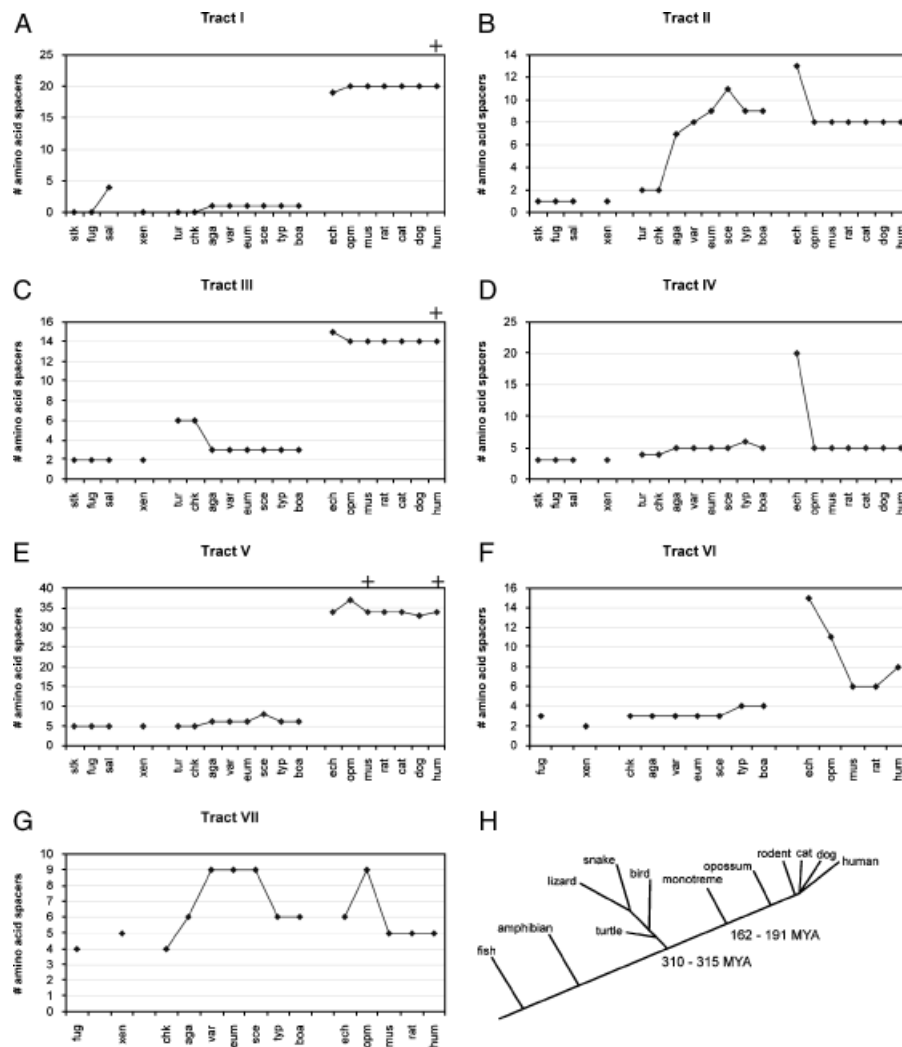 A
Tract I
+
# amino acid spacers
25
20
15
10
5
0
stk fug sal xen tur chk aga var eum sce typ boa ech opm mus rat cat dog hum
B
Tract II
# amino acid spacers
14
12
10
8
6
4
2
0
stk fug sal xen tur chk aga var eum sce typ boa ech opm mus rat cat dog hum
C
Tract III
+
# amino acid spacers
16
14
12
10
8
6
4
2
0
stk fug sal xen tur chk aga var eum sce typ boa ech opm mus rat cat dog hum
D
Tract IV
# amino acid spacers
25
20
15
10
5
0
stk fug sal xen tur chk aga var eum sce typ boa ech opm mus rat cat dog hum
E
Tract V
+ +
# amino acid spacers
40
35
30
25
20
15
10
5
0
stk fug sal xen tur chk aga var eum sce typ boa ech opm mus rat cat dog hum
F
Tract VI
# amino acid spacers
16
14
12
10
8
6
4
2
0
fug xen chk aga var eum sce typ boa ech opm mus rat hum
G
Tract VII
# amino acid spacers
10
9
8
7
6
5
4
3
2
1
0
fug xen chk aga var eum sce typ boa ech opm mus rat hum
H
fish
amphibian
lizard
snake
bird
turtle
monotreme
opossum
rodent
cat
dog
human
162 - 191 MYA
310 - 315 MYA